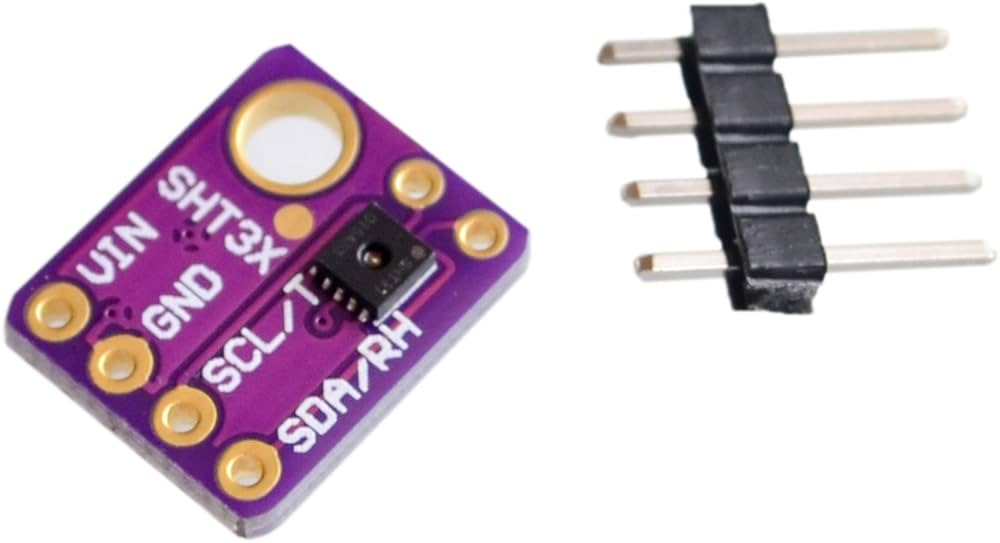 SHT3X
VIN
GND
SCL/T
SDA/RH